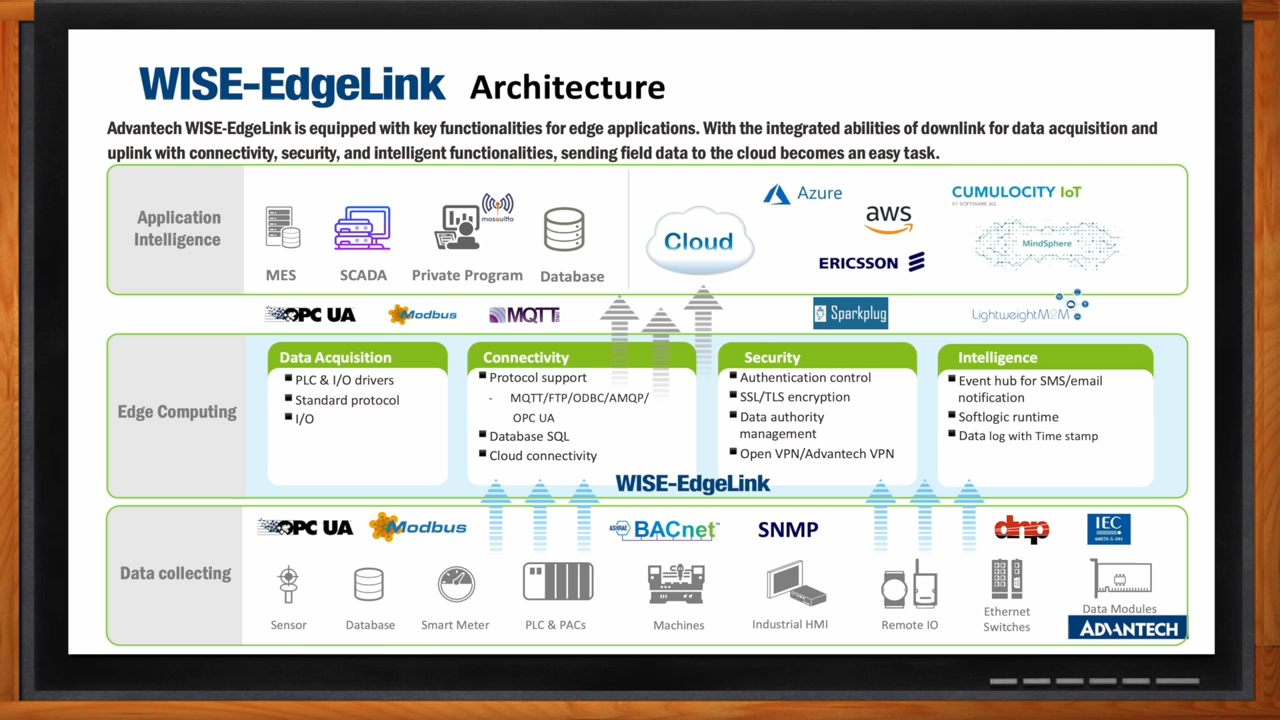 WISE-EdgeLink Architecture
Advantech WISE-EdgeLink is equipped with key functionalities for edge applications. With the integrated abilities of downlink for data acquisition and
uplink with connectivity, security, and intelligent functionalities, sending field data to the cloud becomes an easy task.
Application
Intelligence
MES
SCADA
mosquitto
Private Program
Database
Cloud
Azure
aws
ERICSSON
CUMULOCITY IoT
BY SOFTWARE AG
MindSphere
OPC UA
Modbus
MQTT
.ORG
Sparkplug
LightweightM2M
Edge Computing
Data Acquisition
PLC & I/O drivers
Standard protocol
I/O
Connectivity
Protocol support
- MQTT/FTP/ODBC/AMQP/
OPC UA
Database SQL
Cloud connectivity
Security
Authentication control
SSL/TLS encryption
Data authority
management
Open VPN/Advantech VPN
Intelligence
Event hub for SMS/email
notification
Softlogic runtime
Data log with Time stamp
WISE-EdgeLink
Data collecting
OPC UA
Modbus
ASHRAE BACnet™
SNMP
dnp
IEC
Sensor
Database
Smart Meter
PLC & PACs
Machines
Industrial HMI
Remote IO
Ethernet
Switches
Data Modules
ADVANTECH